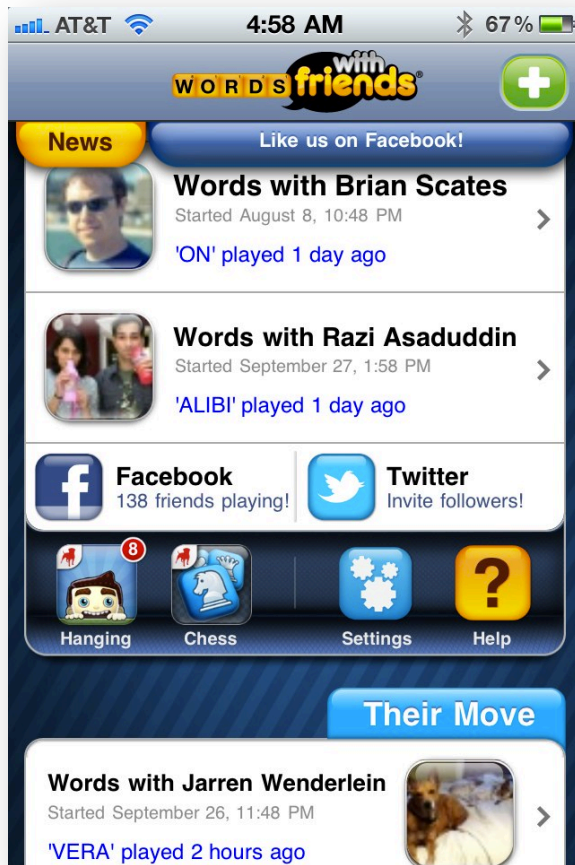 AT&T 4:58 AM 67%
WORDS with friends®
News Like us on Facebook!
Words with Brian Scates
Started August 8, 10:48 PM
'ON' played 1 day ago
Words with Razi Asaduddin
Started September 27, 1:58 PM
'ALIBI' played 1 day ago
Facebook
138 friends playing!
Twitter
Invite followers!
8
Hanging Chess Settings Help
Their Move
Words with Jarren Wenderlein
Started September 26, 11:48 PM
'VERA' played 2 hours ago